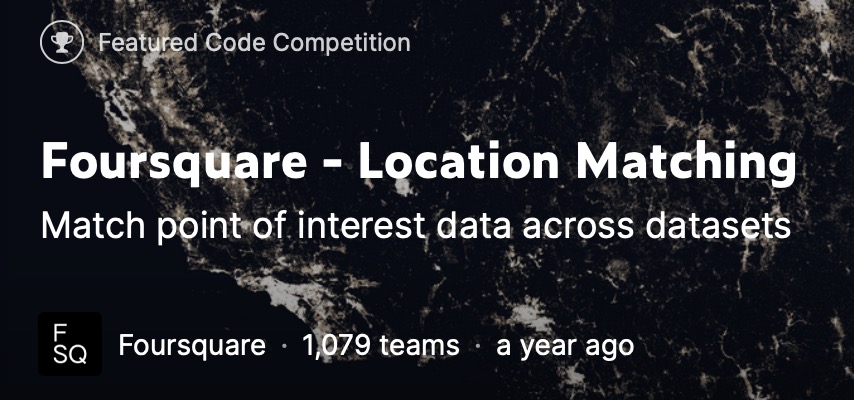 Featured Code Competition
Foursquare - Location Matching
Match point of interest data across datasets
F
SQ
Foursquare · 1,079 teams · a year ago